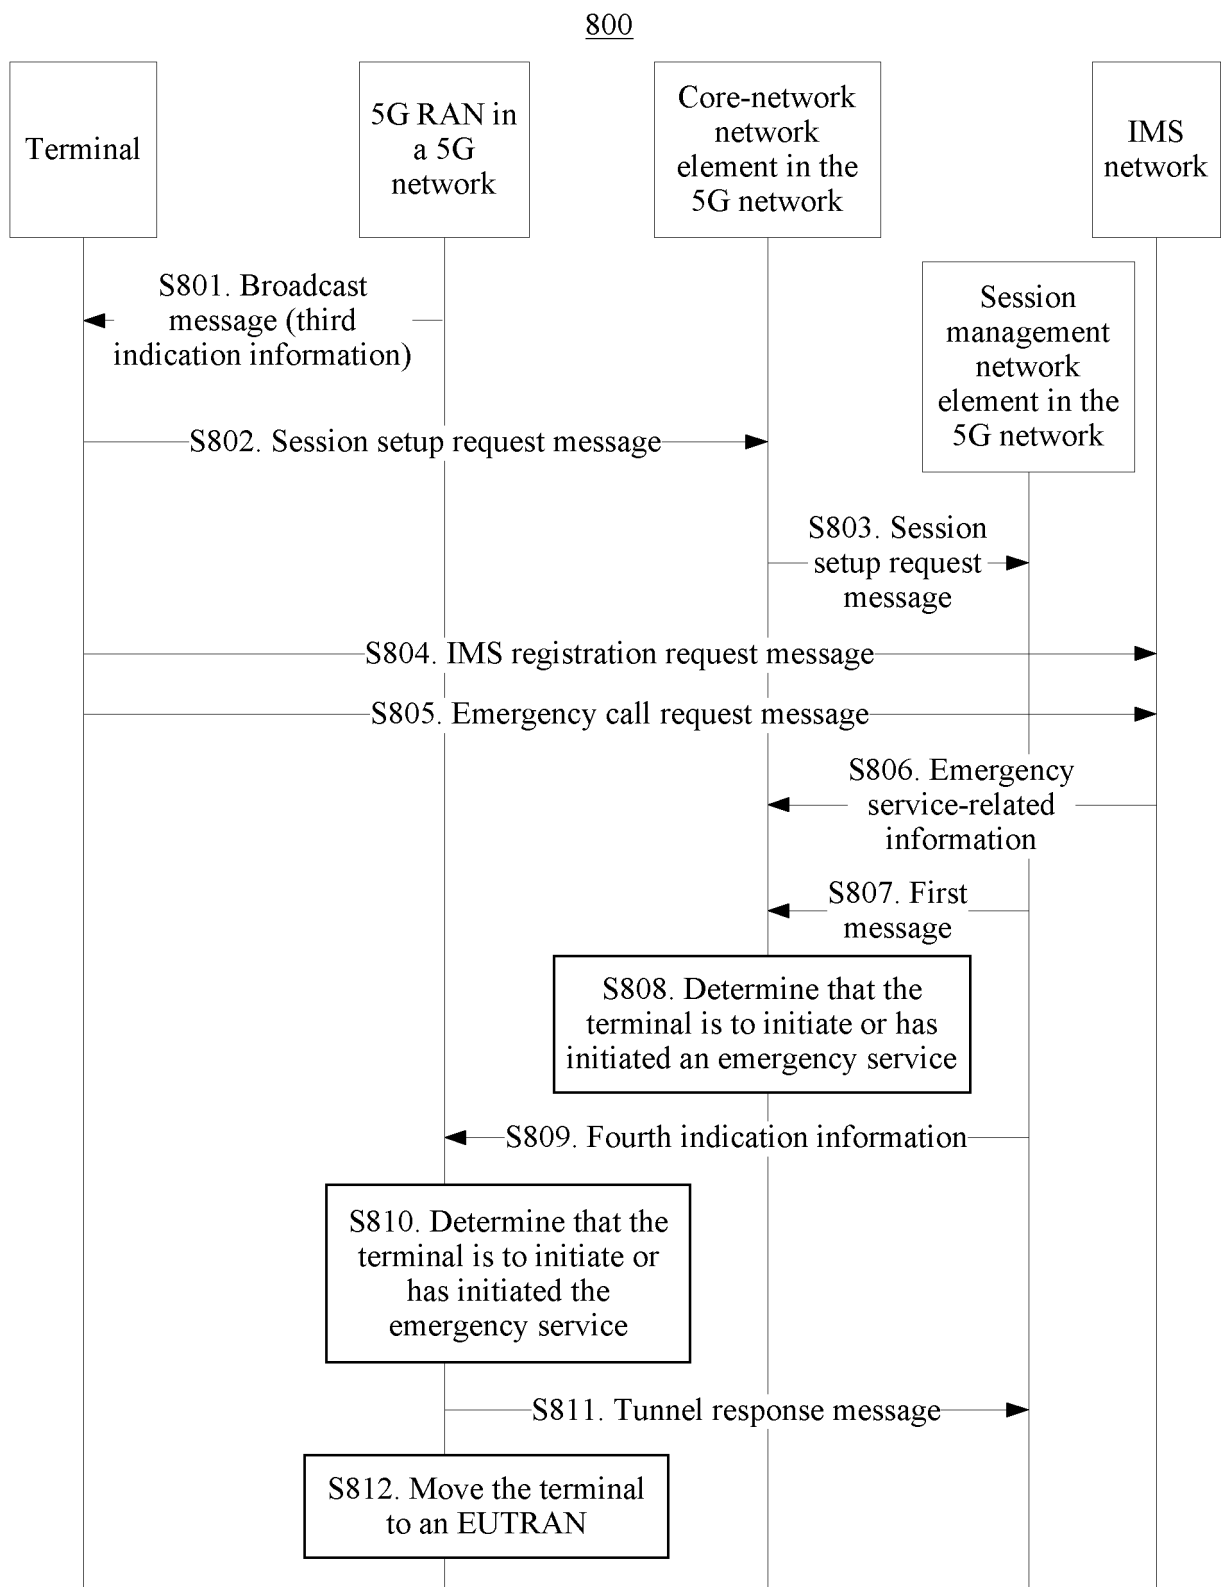 800
Terminal
5G RAN in
a 5G
network
Core-network
network
element in the
5G network
IMS
network
Session
management
network
element in the
5G network
S801. Broadcast
message (third
indication information)
S802. Session setup request message
S803. Session
setup request
message
S804. IMS registration request message
S805. Emergency call request message
S806. Emergency
service-related
information
S807. First
message
S808. Determine that the
terminal is to initiate or has
initiated an emergency service
S809. Fourth indication information
S810. Determine that the
terminal is to initiate or
has initiated the
emergency service
S811. Tunnel response message
S812. Move the terminal
to an EUTRAN